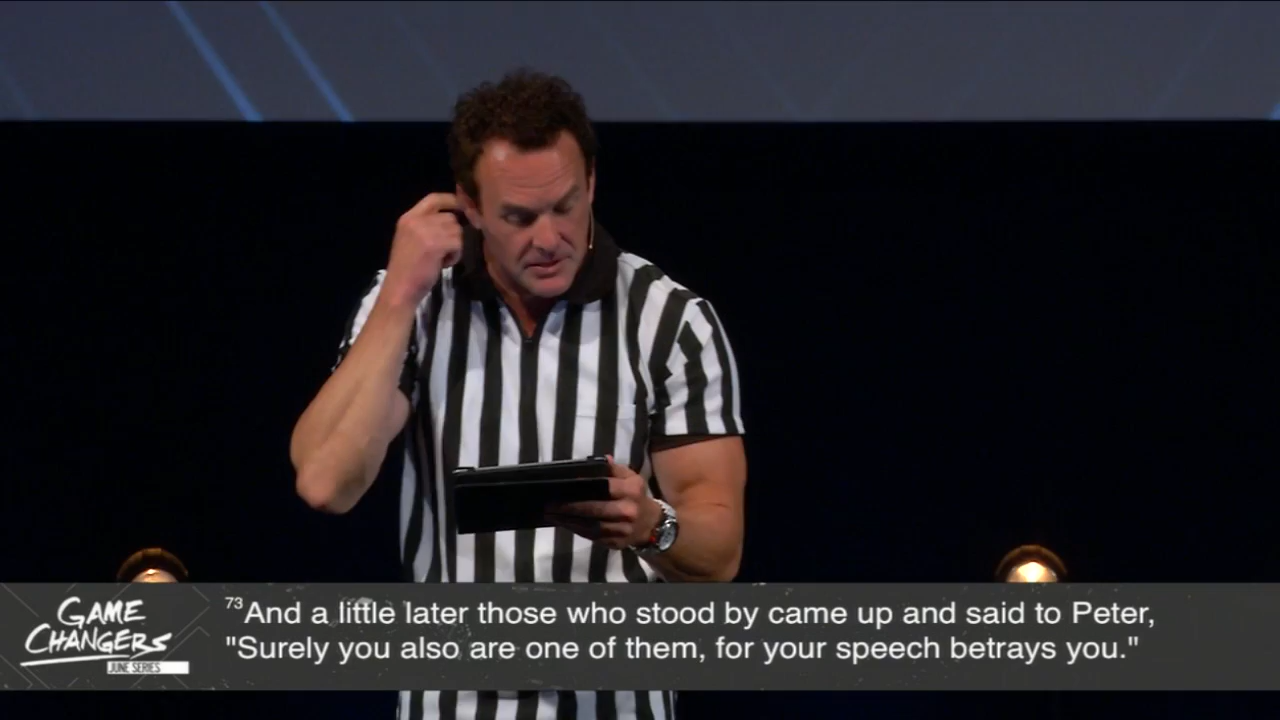 GAME
CHANGERS
JUNE SERIES
73And a little later those who stood by came up and said to Peter,
"Surely you also are one of them, for your speech betrays you."